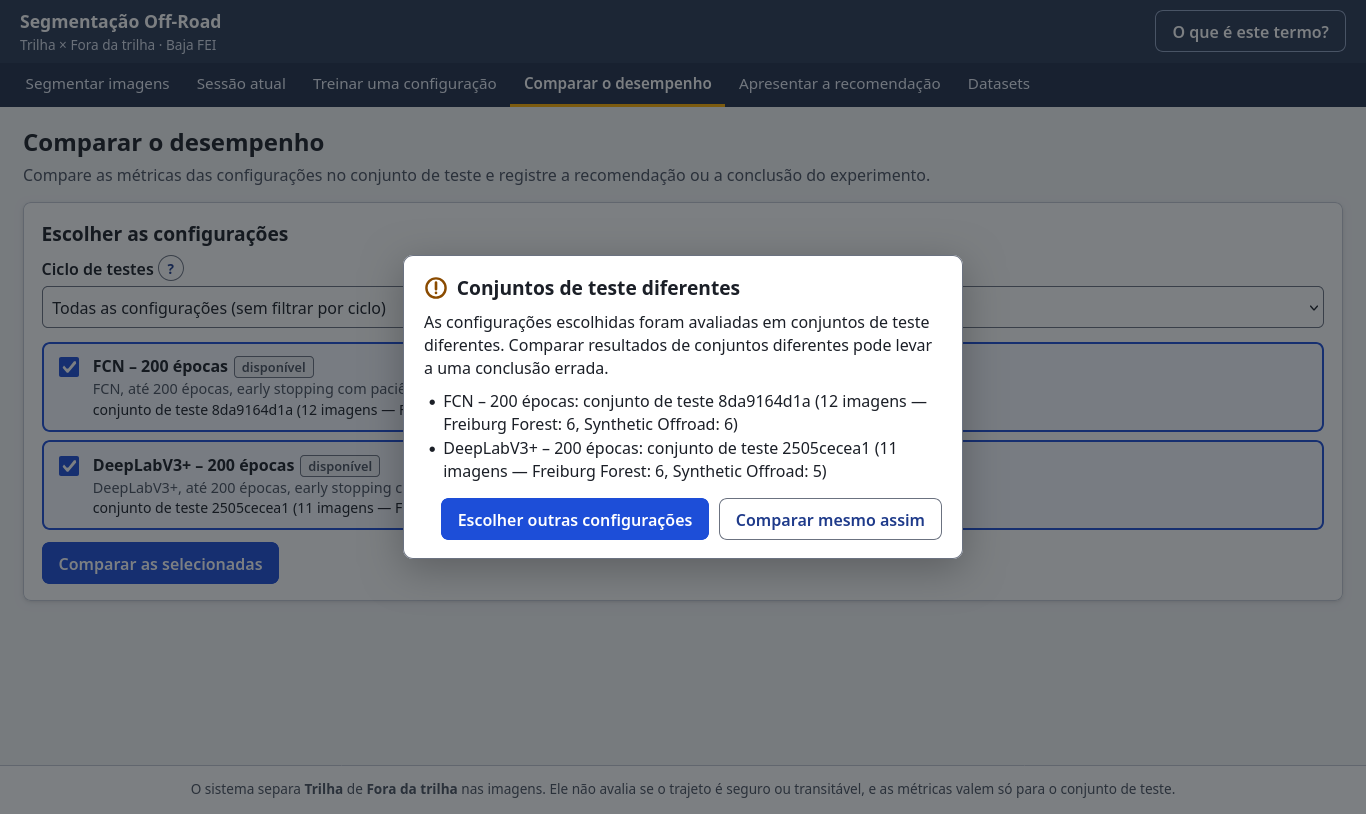 Segmentação Off-Road
Trilha × Fora da trilha · Baja FEI
O que é este termo?
Segmentar imagens
Sessão atual
Treinar uma configuração
Comparar o desempenho
Apresentar a recomendação
Datasets
Comparar o desempenho
Compare as métricas das configurações no conjunto de teste e registre a recomendação ou a conclusão do experimento.
Escolher as configurações
Ciclo de testes ?
Todas as configurações (sem filtrar por ciclo)
FCN – 200 épocas disponível
FCN, até 200 épocas, early stopping com
conjunto de teste 8da9164d1a (12 imagens —
DeepLabV3+ – 200 épocas disponível
DeepLabV3+, até 200 épocas, early stopping
conjunto de teste 2505cecea1 (11 imagens —
Comparar as selecionadas
Conjuntos de teste diferentes
As configurações escolhidas foram avaliadas em conjuntos de teste
diferentes. Comparar resultados de conjuntos diferentes pode levar
a uma conclusão errada.
• FCN – 200 épocas: conjunto de teste 8da9164d1a (12 imagens —
Freiburg Forest: 6, Synthetic Offroad: 6)
• DeepLabV3+ – 200 épocas: conjunto de teste 2505cecea1 (11
imagens — Freiburg Forest: 6, Synthetic Offroad: 5)
Escolher outras configurações
Comparar mesmo assim
O sistema separa Trilha de Fora da trilha nas imagens. Ele não avalia se o trajeto é seguro ou transitável, e as métricas valem só para o conjunto de teste.